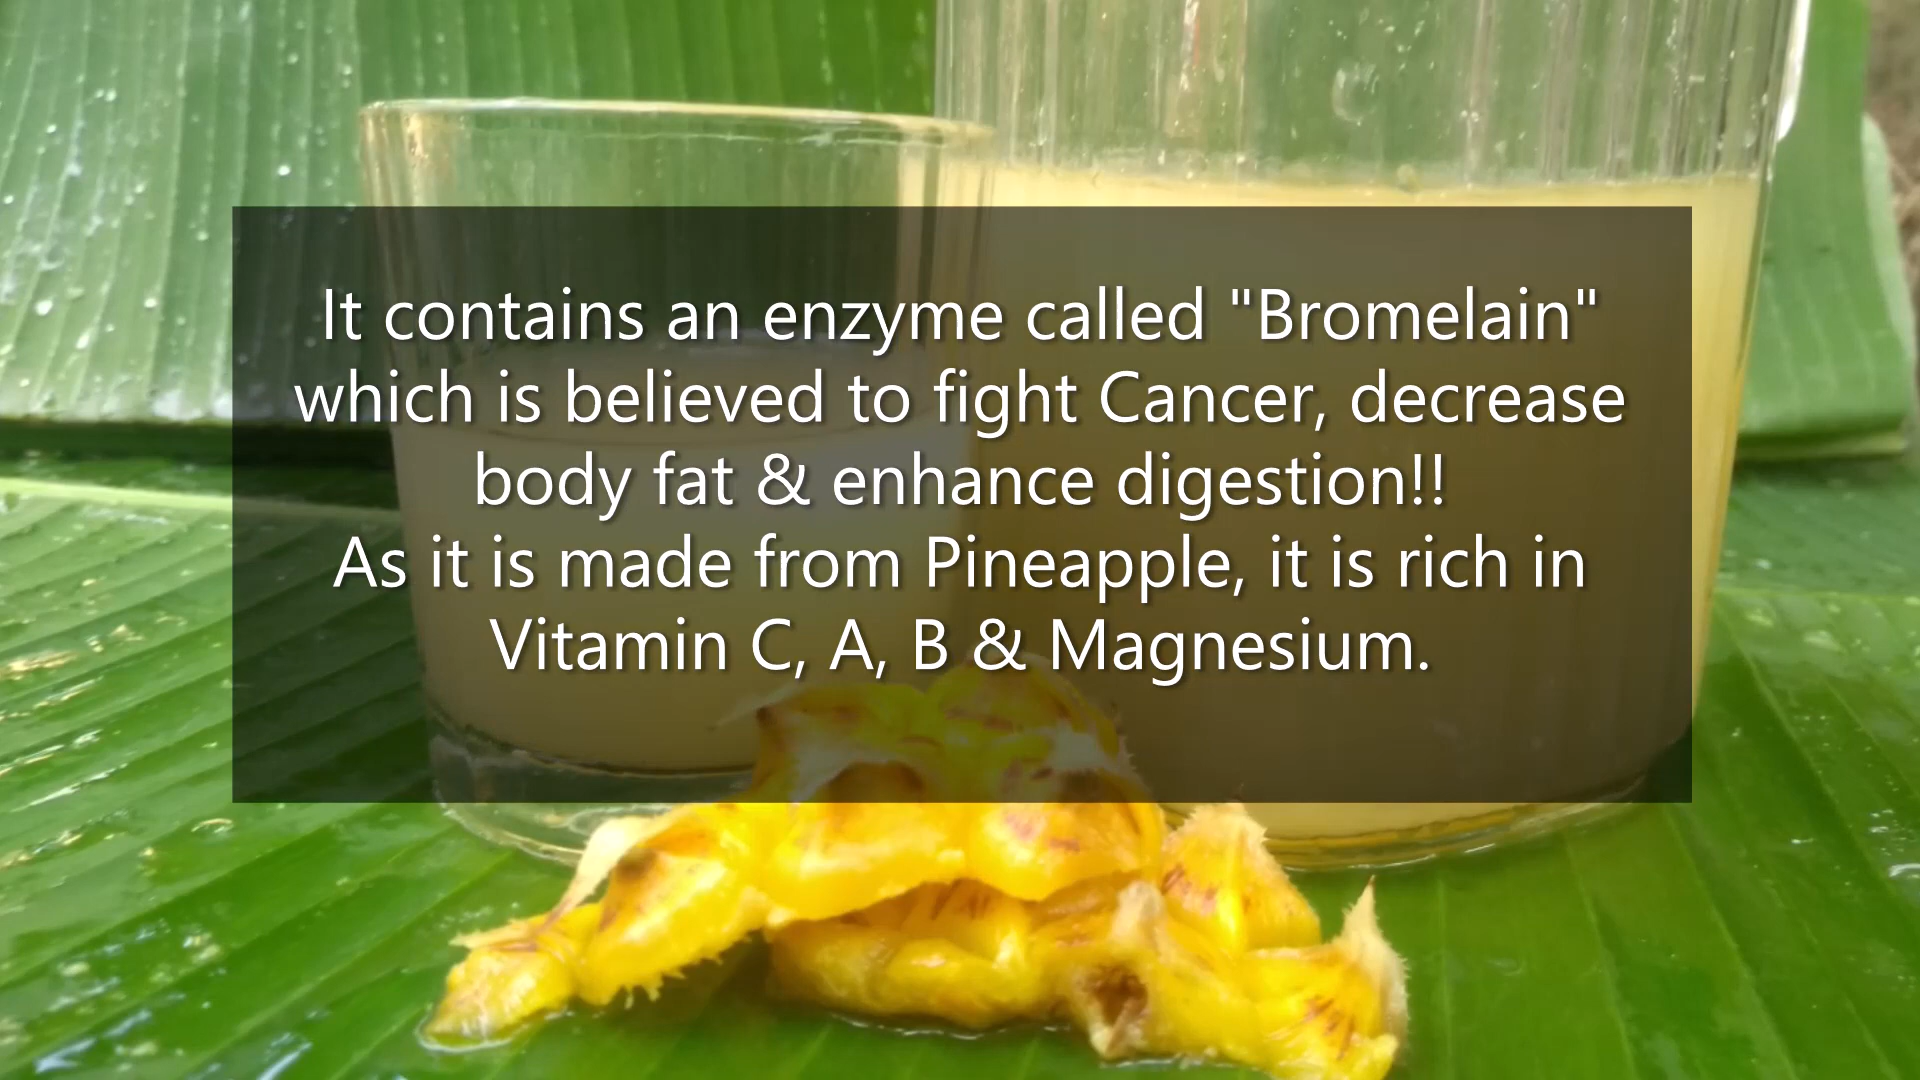 It contains an enzyme called "Bromelain"
which is believed to fight Cancer, decrease
body fat & enhance digestion!!
As it is made from Pineapple, it is rich in
Vitamin C, A, B & Magnesium.